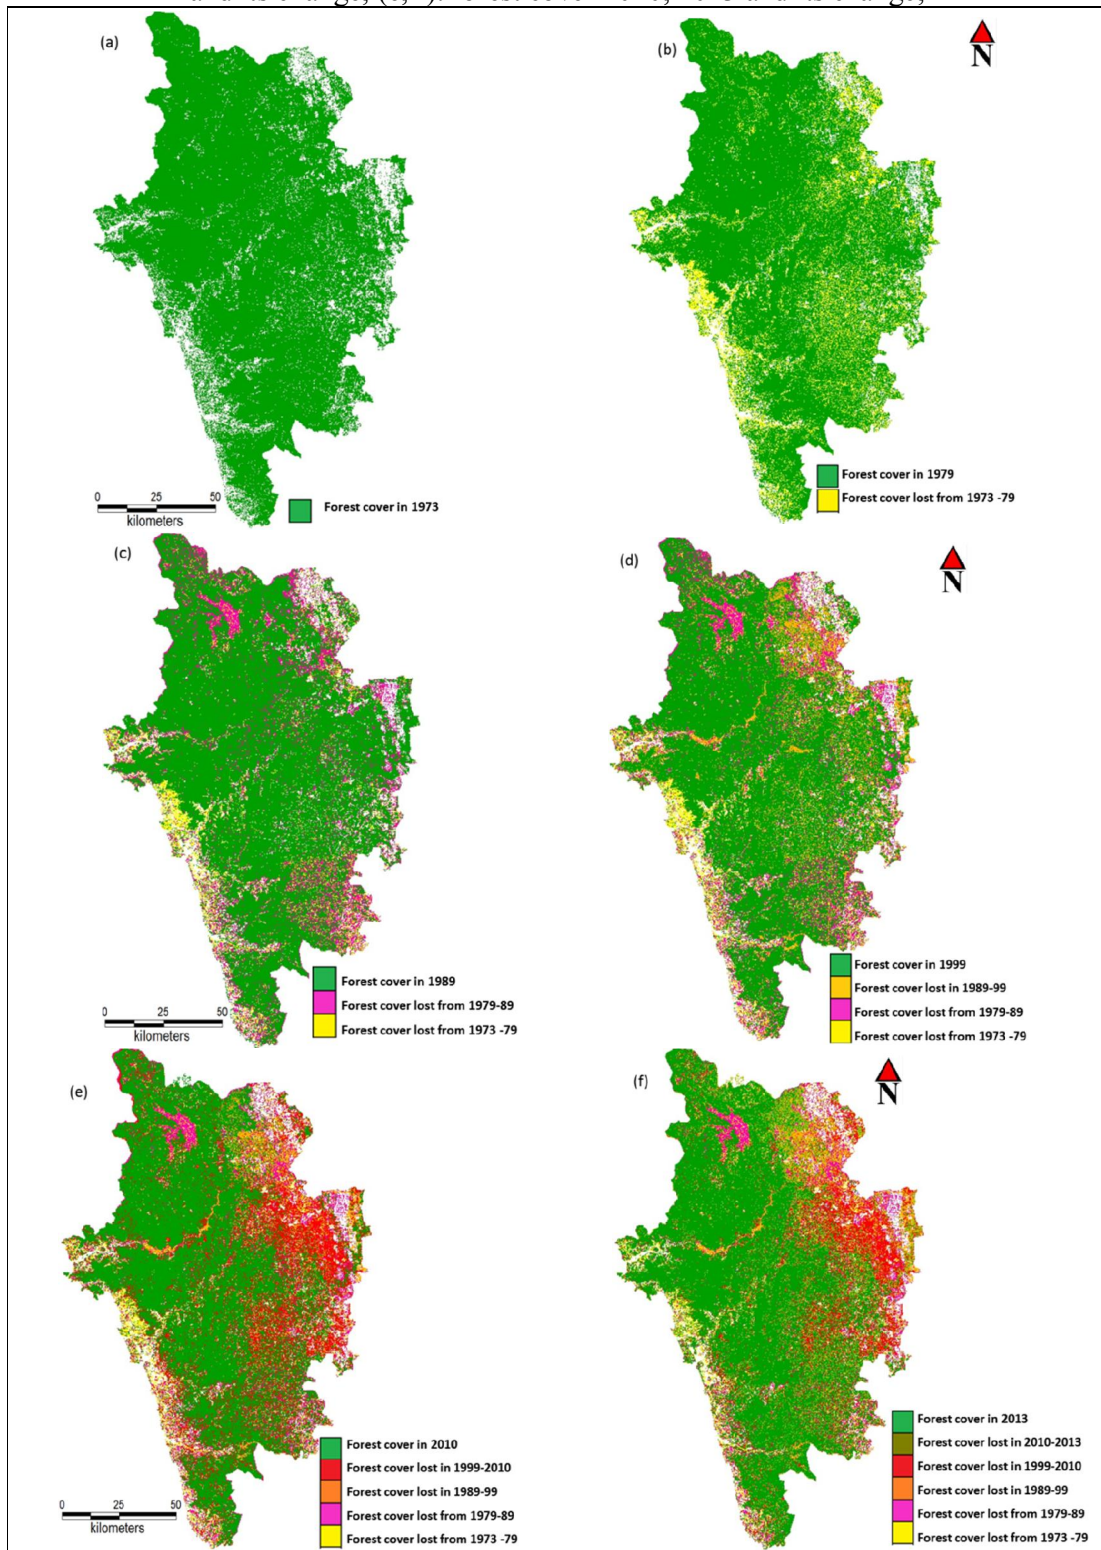 (a)
(b)
N
Forest cover in 1973
0 25 50
kilometers
Forest cover in 1979
Forest cover lost from 1973 -79
(c)
(d)
N
Forest cover in 1989
Forest cover lost from 1979-89
Forest cover lost from 1973 -79
0 25 50
kilometers
Forest cover in 1999
Forest cover lost in 1989-99
Forest cover lost from 1979-89
Forest cover lost from 1973 -79
(e)
(f)
N
Forest cover in 2010
Forest cover lost in 1999-2010
Forest cover lost in 1989-99
Forest cover lost from 1979-89
Forest cover lost from 1973 -79
0 25 50
kilometers
Forest cover in 2013
Forest cover lost in 2010-2013
Forest cover lost in 1999-2010
Forest cover lost in 1989-99
Forest cover lost from 1979-89
Forest cover lost from 1973 -79